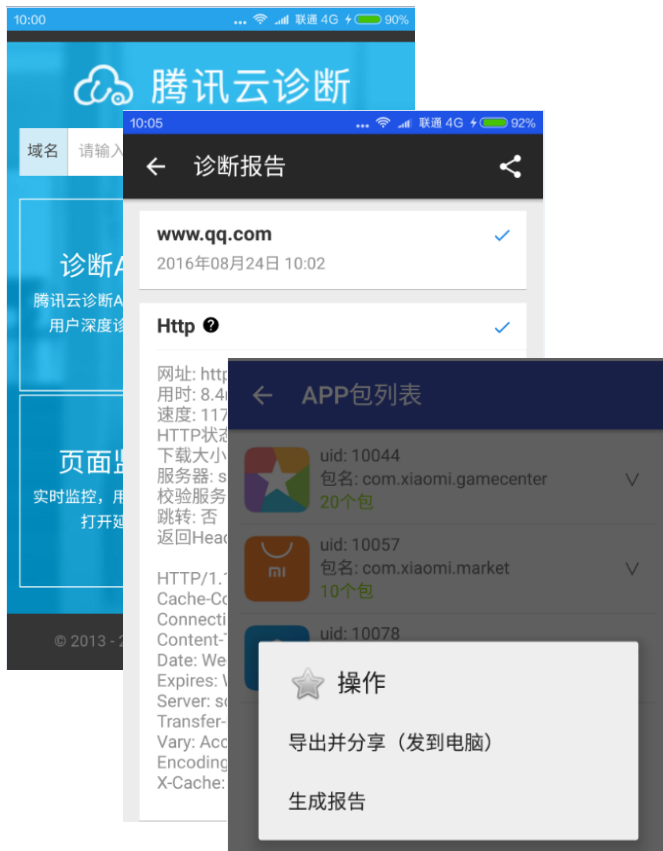 10:00
... 联通 4G 90%
腾讯云诊断
域名 请输入
诊断
腾讯云诊断
用户深度
页面
实时监控，用
打开
© 2013 -
10:05
... 联通 4G 92%
诊断报告
www.qq.com
2016年08月24日 10:02
Http ?
网址: http
用时: 8.4
速度: 117
HTTP状态
下载大小
服务器: s
校验服务
跳转: 否
返回Head
HTTP/1.1
Cache-Co
Connecti
Content-
Date: We
Expires:
Server: s
Transfer-
Vary: Acc
Encoding
X-Cache:
APP包列表
uid: 10044
包名: com.xiaomi.gamecenter
20个包
uid: 10057
包名: com.xiaomi.market
10个包
mi
uid: 10078
操作
导出并分享（发到电脑）
生成报告